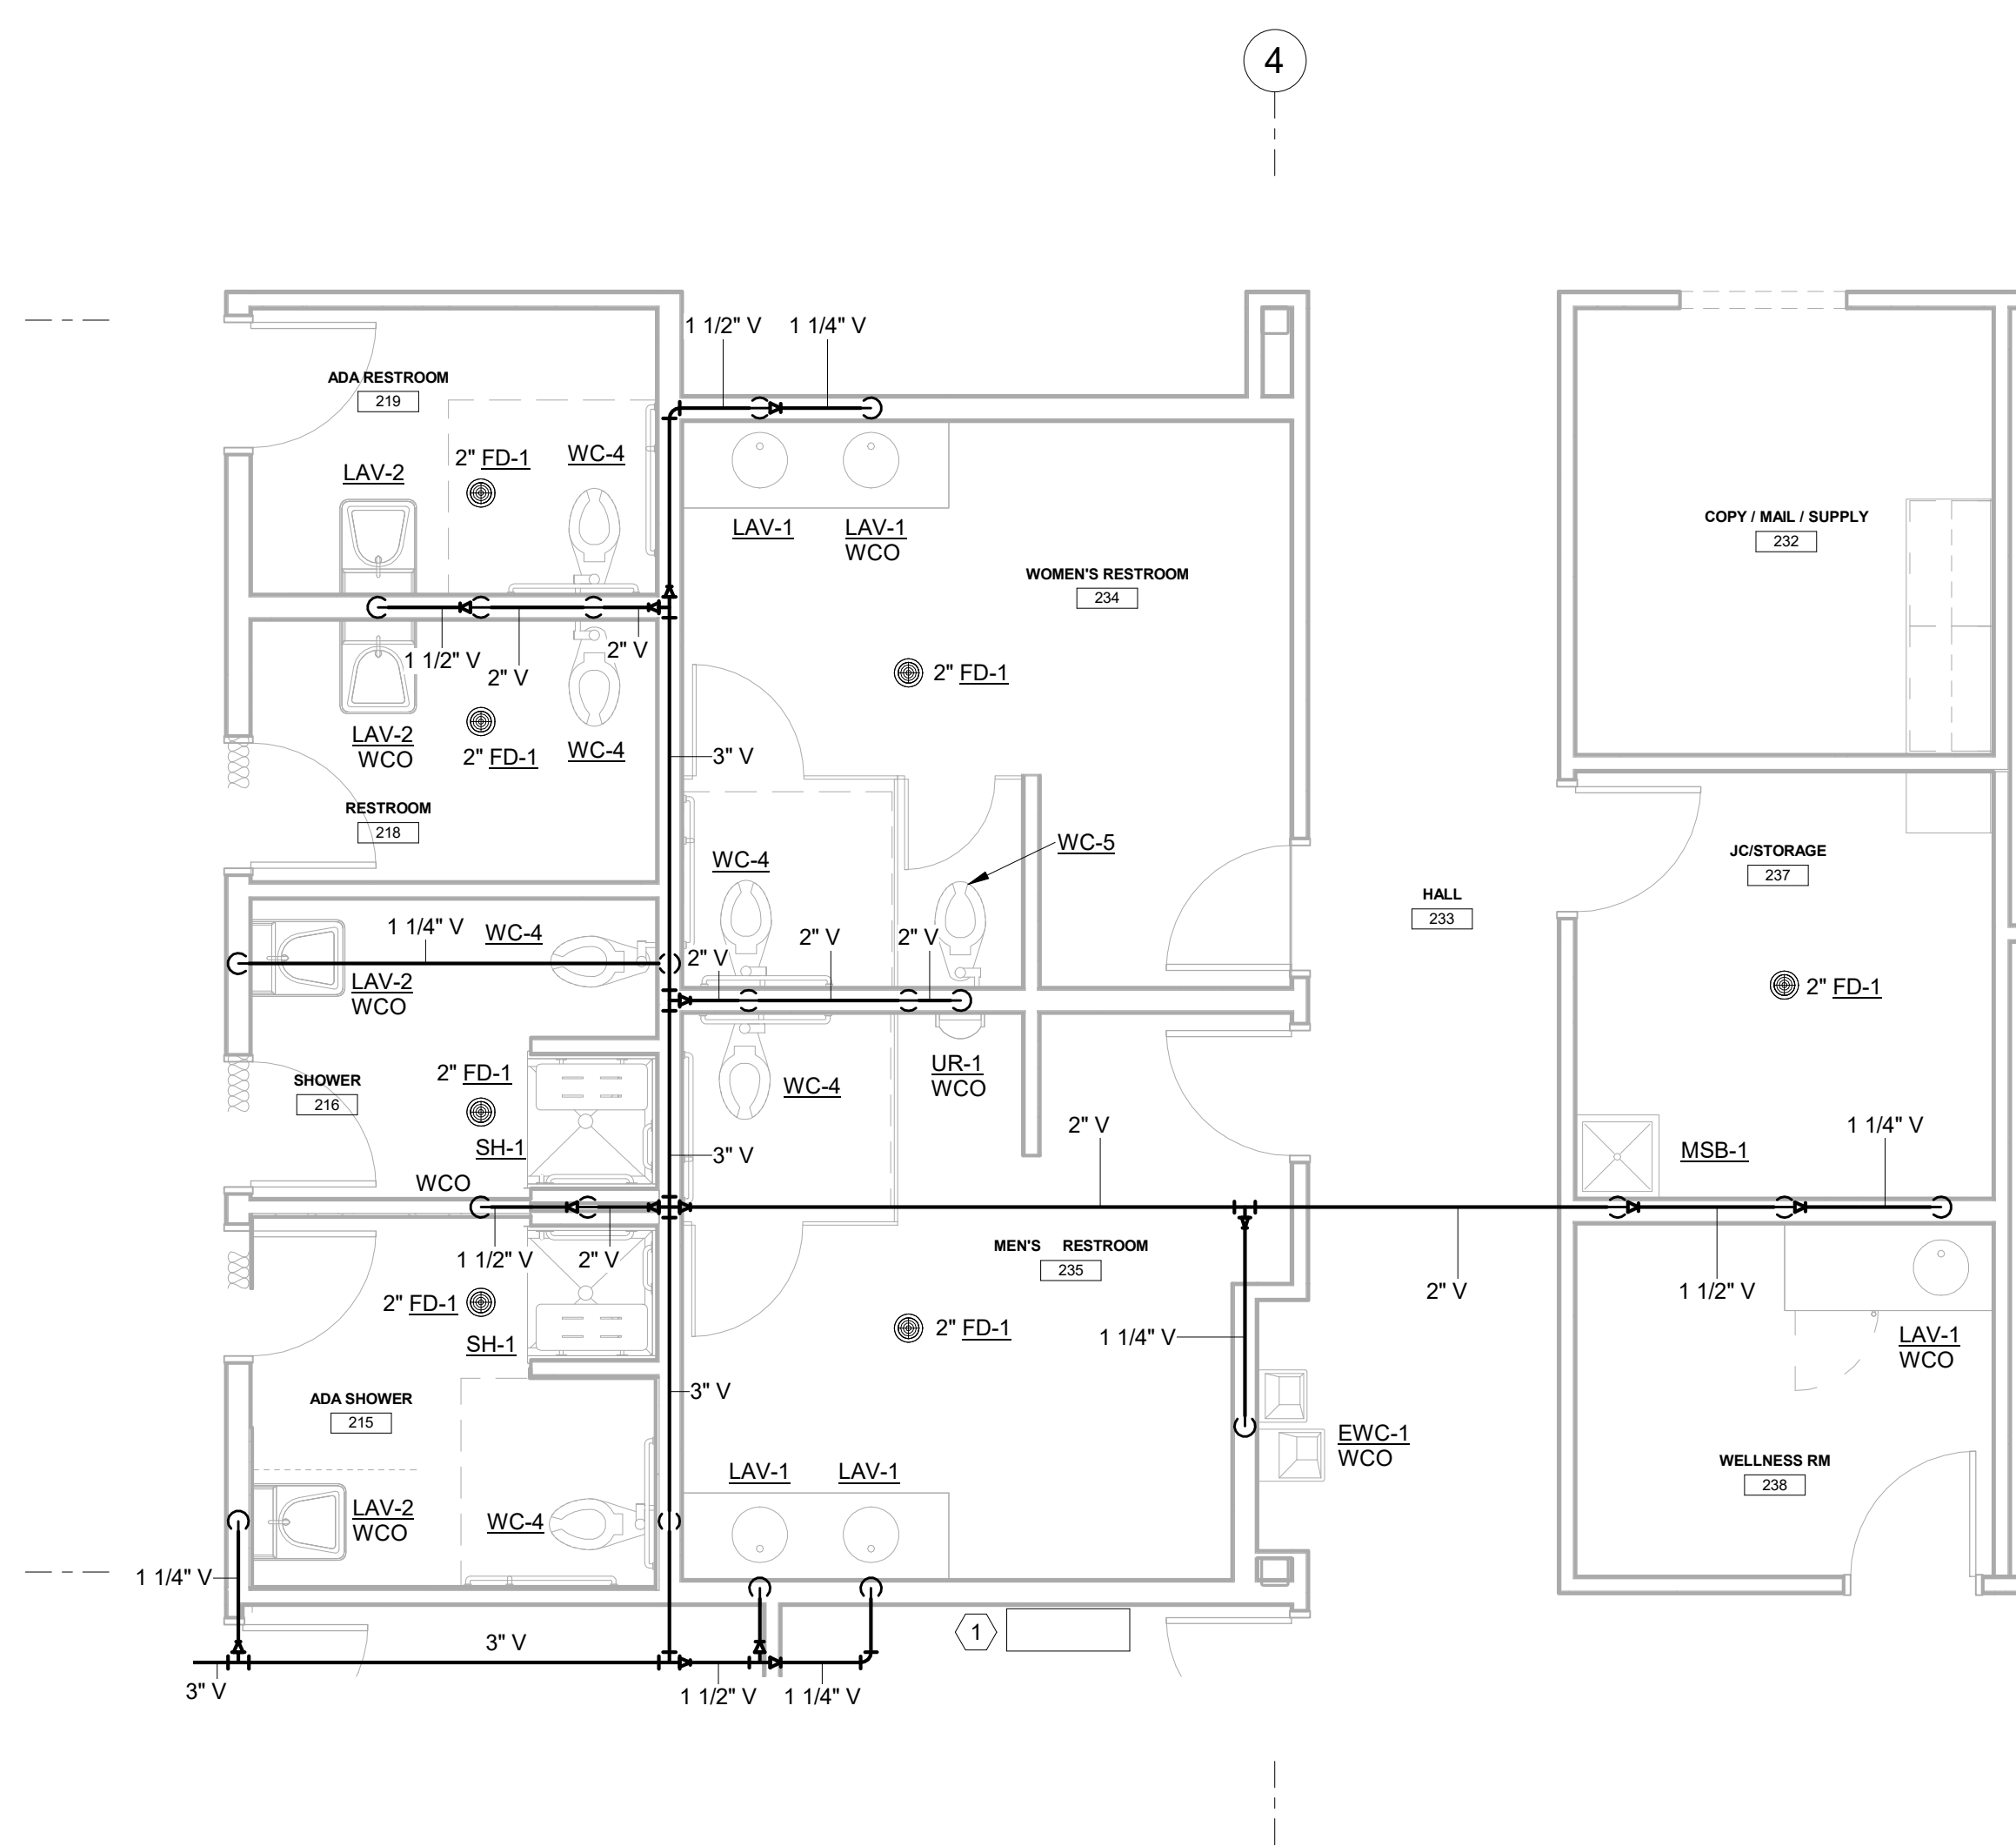 4
1 1/2" V 1 1/4" V
ADA RESTROOM
219
2" FD-1
WC-4
LAV-2
LAV-1
LAV-1
WCO
COPY / MAIL / SUPPLY
232
WOMEN'S RESTROOM
234
1 1/2" V
2" V
2" V
2" FD-1
LAV-2
WCO
2" FD-1
WC-4
3" V
RESTROOM
218
WC-4
WC-5
JC/STORAGE
237
HALL
233
1 1/4" V
WC-4
2" V
2" V
2" V
LAV-2
WCO
2" FD-1
SHOWER
216
2" FD-1
SH-1
WC-4
UR-1
WCO
2" V
1 1/4" V
MSB-1
3" V
WCO
1 1/2" V
2" V
MEN'S RESTROOM
235
2" V
1 1/2" V
2" FD-1
SH-1
2" FD-1
1 1/4" V
LAV-1
WCO
ADA SHOWER
215
3" V
EWC-1
WCO
WELLNESS RM
238
LAV-1
LAV-1
LAV-2
WCO
WC-4
1 1/4" V
3" V
1
3" V
1 1/2" V
1 1/4" V